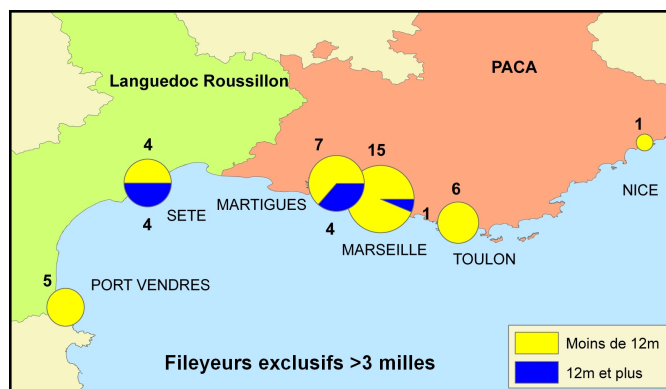 PACA
Languedoc Roussillon
1
4
7
15
6
NICE
MARTIGUES
SETE
4
4
1
MARSEILLE
TOULON
5
PORT VENDRES
Moins de 12m
Fileyeurs exclusifs >3 milles
12m et plus